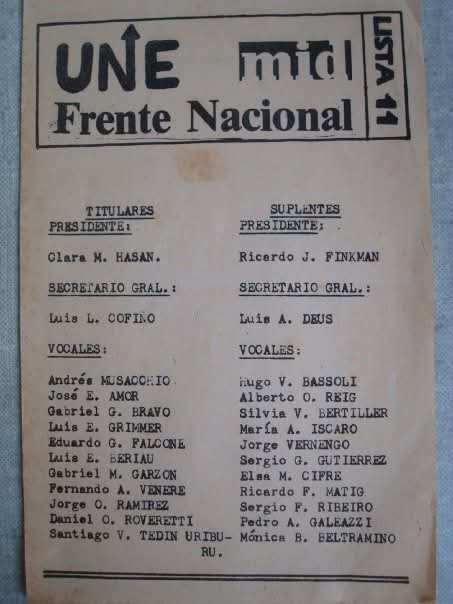 UNE mid
Frente Nacional
LISTA 11
TITULARES
PRESIDENTE:
Clara M. HASAN.
SECRETARIO GRAL.:
Luis L. COFIÑO
VOCALES:
Andrés MUSACCHIO
José E. AMOR
Gabriel G. BRAVO
Luis E. GRIMMER
Eduardo G. FALCONE
Luis E. BERIAU
Gabriel M. GARZON
Fernando A. VENERE
Jorge O. RAMIREZ
Daniel O. ROVERETTI
Santiago V. TEDIN URIBU-
RU.
SUPLENTES
PRESIDENTE:
Ricardo J. FINKMAN
SECRETARIO GRAL.:
Luis A. DEUS
VOCALES:
Hugo V. BASSOLI
Alberto O. REIG
Silvia V. BERTILLER
María A. ISCARO
Jorge VERNENGO
Sergio G. GUTIERREZ
Elsa M. CIFRE
Ricardo F. MATIG
Sergio F. RIBEIRO
Pedro A. GALEAZZI
Mónica B. BELTRAMINO